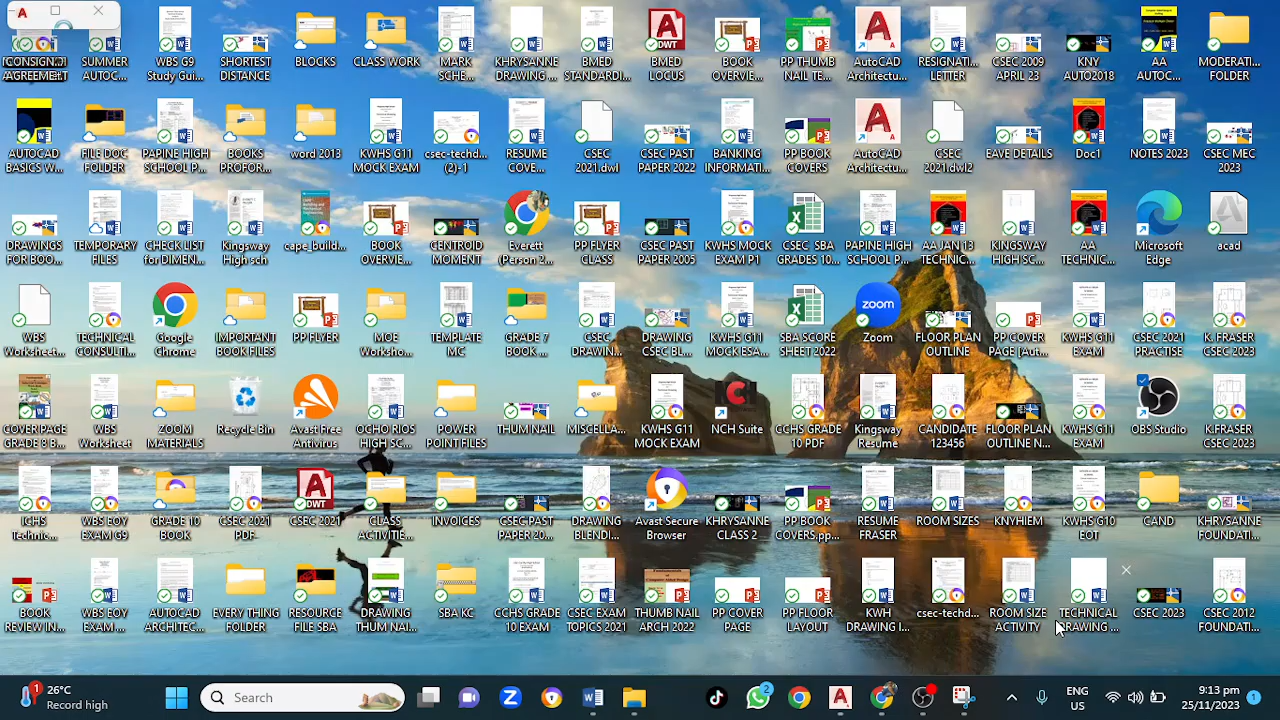 CONSIGN...
AGREEMENT
SUMMER
AUTOC...
WBS G9
Study Gui...
SHORTEST
DISTANCE
BLOCKS
CLASS WORK
MARK
SCHE...
KHRYSANNE
DRAWING ...
BMED
STANDARDI...
BMED
LOCUS
BOOK
OVERVIE...
PP THUMB
NAIL TE...
AutoCAD
Architectu...
RESIGNATI...
LETTER
CSEC 2009
APRIL 23
KNY
AUTO2018
AA
AUTOC...
MODERATI...
FOLDER
AUTOCAD
BASICS W...
FILE DOC
FOLDER
PAPINE HIGH
SCHOOL P...
BOOKS
PROFOR...
word 2013
KWHS G11
MOCK EXAM
csec-techd...
(2)-1
RESUME
COVE...
CSEC
2021.dwl
CSEC PAST
PAPER 2022
BANKING
INFORMATI...
PP BOOK
COVERS
AutoCAD
Architectu...
CSEC
2021.dwl2
EAVE DETAILS
Doc1
NOTES 2023
CSEC MEC
2023
DRAWINGS
FOR BOO...
TEMPORARY
FILES
CHECK LIST
for DIMEN...
Kingsway
High sch
cape_build...
BOOK
OVERVIE...
CENTROID
MOMENT
Everett
(Person 2...
PP FLYER
CLASS
CSEC PAST
PAPER 2005
KWHS MOCK
EXAM P1
CSEC SBA
GRADES 10...
PAPINE HIGH
SCHOOL P...
AA JAN 13
TECHNIC...
KINGSWAY
HIGH SC...
AA
TECHNIC...
Microsoft
Edge
acad
WBS
Worksheet...
TECHNICAL
CONSULTI...
Google
Chrome
IMPORTANT
BOOK FILES
PP FLYER
MOE
Worksho...
TEMPLATE
MC
GRADE 7
BOOK ...
CSEC
DRAWIN...
DRAWING
CSEC BL...
KWHS G11
MOCK ESA...
SBA SCORE
SHEET 2022
zoom
Zoom
FLOOR PLAN
OUTLINE
PP COVER
PAGE [Aut...
KWHS G11
EXAM
CSEC 2021
PRACTISE
K. FRASER
CSEC 2023
COVER PAGE
GRADE 8 B...
WBS
Worksheet
ZOOM
MATERIALS
Recycle Bin
Avast Free
Antivirus
OCHO RIOS
HIGH SC...
POWER
POINT FILES
THUM NAIL
MISCELLA...
KWHS G11
MOCK EXAM
NCH Suite
CCHS GRADE
10 PDF
Kingsway
Resume
CANDIDATE
123456
FLOOR PLAN
OUTLINE N...
KWHS G11
EXAM
OBS Studio
K.FRASER
CSEC 2023
ICHS
Technic...
WBS EOY
EXAM G9
GRADE 10
BOOK
CSEC 2021
PDF
DWT
CSEC 2021
CLASS
ACTIVITIE...
INVOICES
CSEC PAST
PAPER 20...
DRAWING
BLENDI...
Avast Secure
Browser
KHRYSANNE
CLASS 2
PP BOOK
COVERS.pp...
RESUME
FRASER
ROOM SIZES
KNYHIEM
KWHS G10
EOT
CAND
KHRYSANNE
FOUNDATI...
BOOK
REVIEW IN...
WBS EOY
EXAM ...
AUTOCAD
ARCHITEC...
EVERY THING
FOLDER
RESOURCE
FILE SBA
DRAWING
THUM NAI...
SBA KC
CCHS GRADE
10 EXAM
CSEC EXAM
TOPICS 2021
THUMB NAIL
ARCH 2022
PP COVER
PAGE
PP FLOOR
LAYOUT
KWH
DRAWING I...
csec-techd...
ROOM SIZE
ACTIVITY
TECHNICAL
DRAWING ...
CSEC 2023
CSEC 2012
FOUNDATI...
1
26°C
Record high
Search
2
ENG
US
8:13 pm
25/11/2023
1